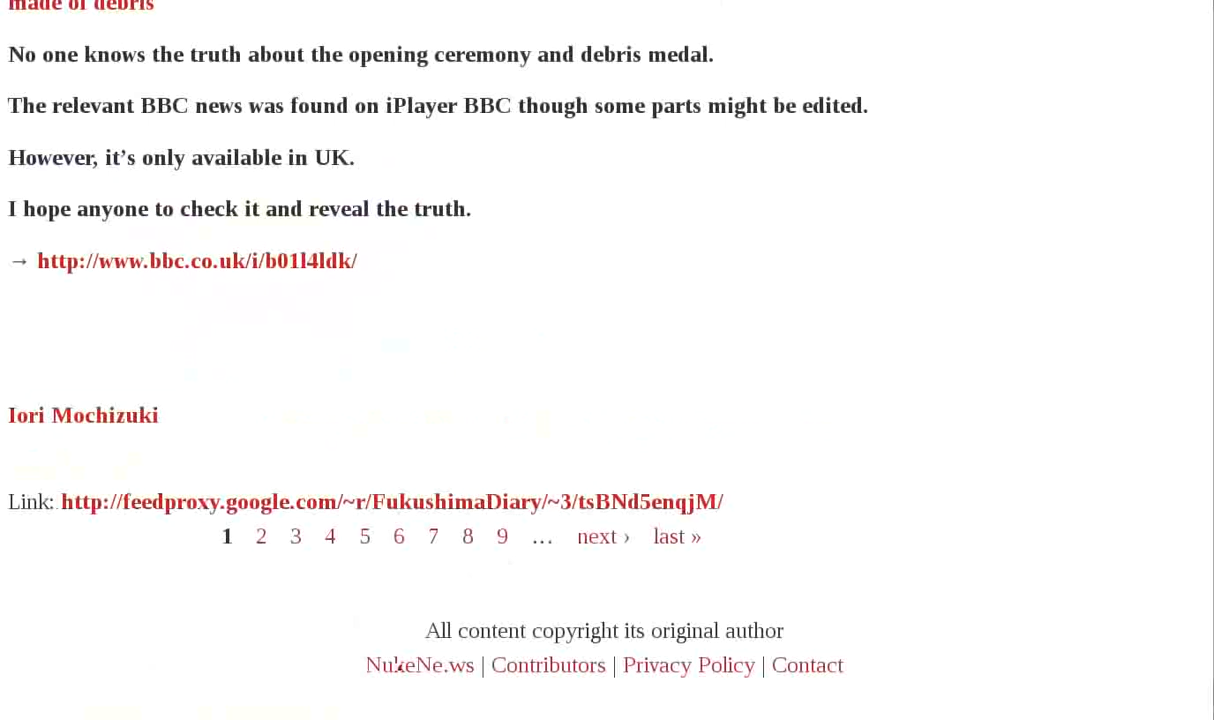 made of debris
No one knows the truth about the opening ceremony and debris medal.
The relevant BBC news was found on iPlayer BBC though some parts might be edited.
However, it's only available in UK.
I hope anyone to check it and reveal the truth.
→ http://www.bbc.co.uk/i/b01l4ldk/
Iori Mochizuki
Link: http://feedproxy.google.com/~r/FukushimaDiary/~3/tsBNd5enqjM/
1 2 3 4 5 6 7 8 9 … next › last »
All content copyright its original author
NukeNe.ws | Contributors | Privacy Policy | Contact